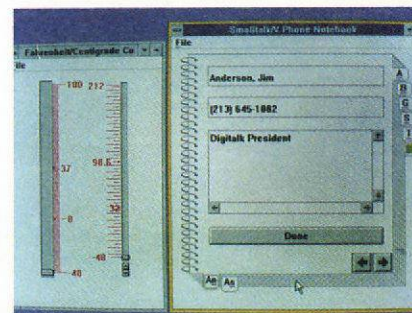 Fahrenheit/Centigrade Co
File
100 212
37
98.6
0
32
-40
-40
Smalltalk/V Phone Notebook
File
Anderson, Jim
(213) 645-1082
Digitalk President
Done
A
B
G
S
T
Ae
As